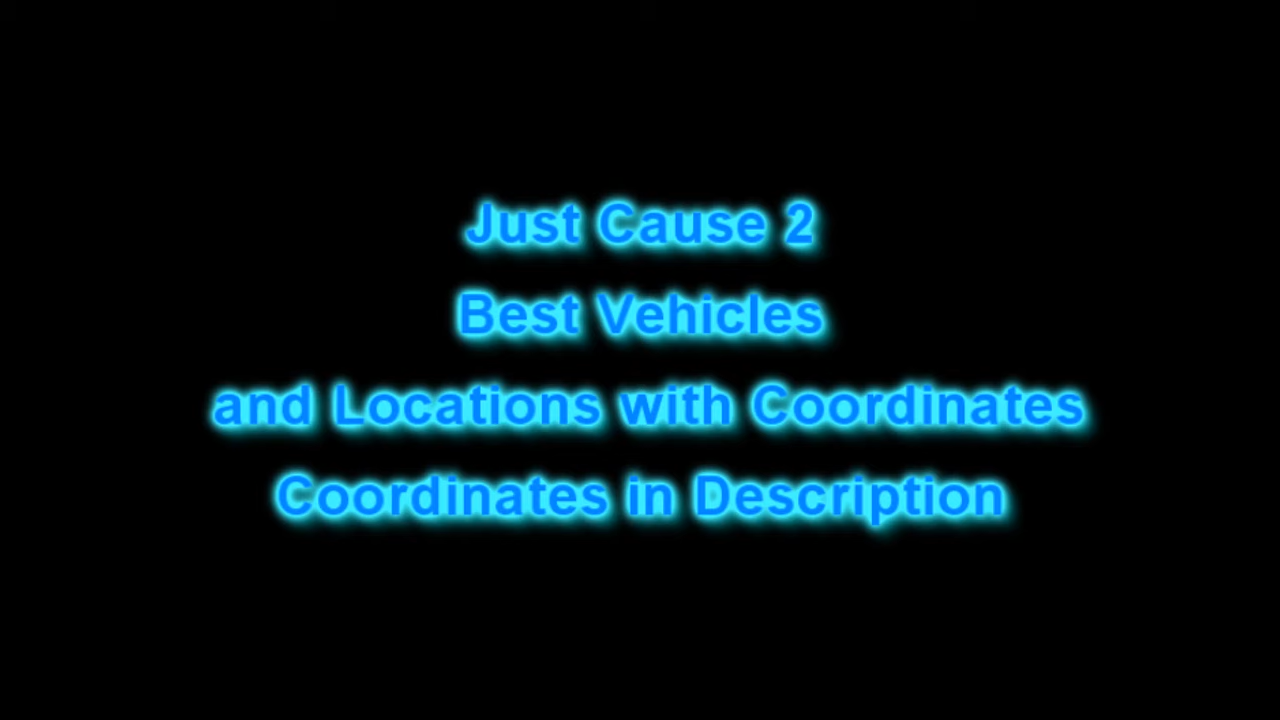 Just Cause 2
Best Vehicles
and Locations with Coordinates
Coordinates in Description